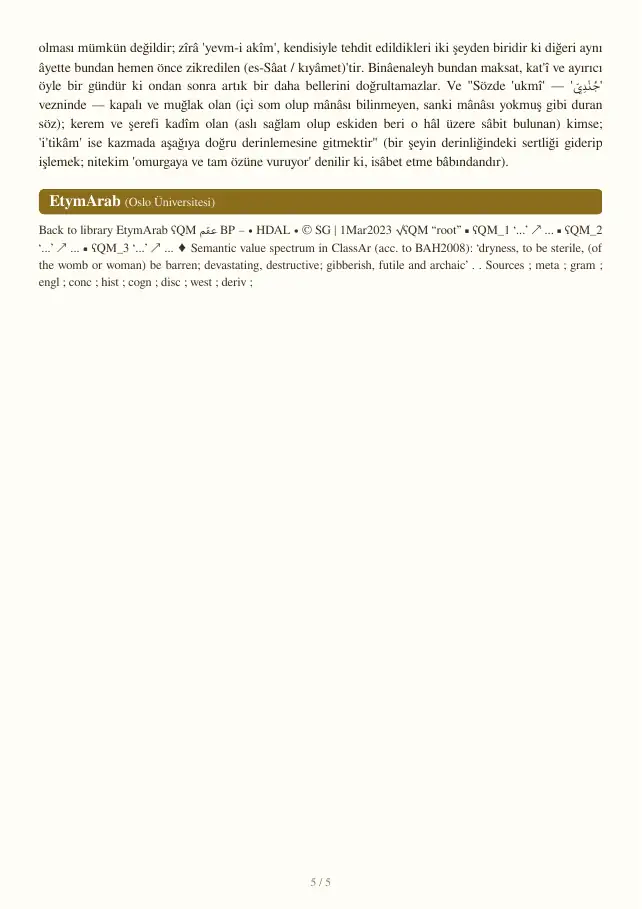 olması mümkün değildir; zîrâ 'yevm-i akîm', kendisiyle tehdit edildikleri iki şeyden biridir ki diğeri aynı
âyette bundan hemen önce zikredilen (es-Sâat / kıyâmet)'tir. Binâenaleyh bundan maksat, kat'î ve ayırıcı
öyle bir gündür ki ondan sonra artık bir daha bellerini doğrultamazlar. Ve "Sözde 'ukmî' — 'جُنْدِيّ'
vezninde — kapalı ve muğlak olan (içi som olup mânâsı bilinmeyen, sanki mânâsı yokmuş gibi duran
söz); kerem ve şerefi kadîm olan (aslı sağlam olup eskiden beri o hâl üzere sâbit bulunan) kimse;
'i'tikâm' ise kazmada aşağıya doğru derinlemesine gitmektir" (bir şeyin derinliğindeki sertliği giderip
işlemek; nitekim 'omurgaya ve tam özüne vuruyor' denilir ki, isâbet etme bâbındandır).
EtymArab (Oslo Üniversitesi)
Back to library EtymArab ʕQM عقم BP – • HDAL • © SG | 1Mar2023 √ʕQM “root” ▪ ʕQM_1 ‘...’ ↗ ... ▪ ʕQM_2
‘...’ ↗ ... ▪ ʕQM_3 ‘...’ ↗ ... ♦ Semantic value spectrum in ClassAr (acc. to BAH2008): ‘dryness, to be sterile, (of
the womb or woman) be barren; devastating, destructive; gibberish, futile and archaic’ . . Sources ; meta ; gram ;
engl ; conc ; hist ; cogn ; disc ; west ; deriv ;
5 / 5